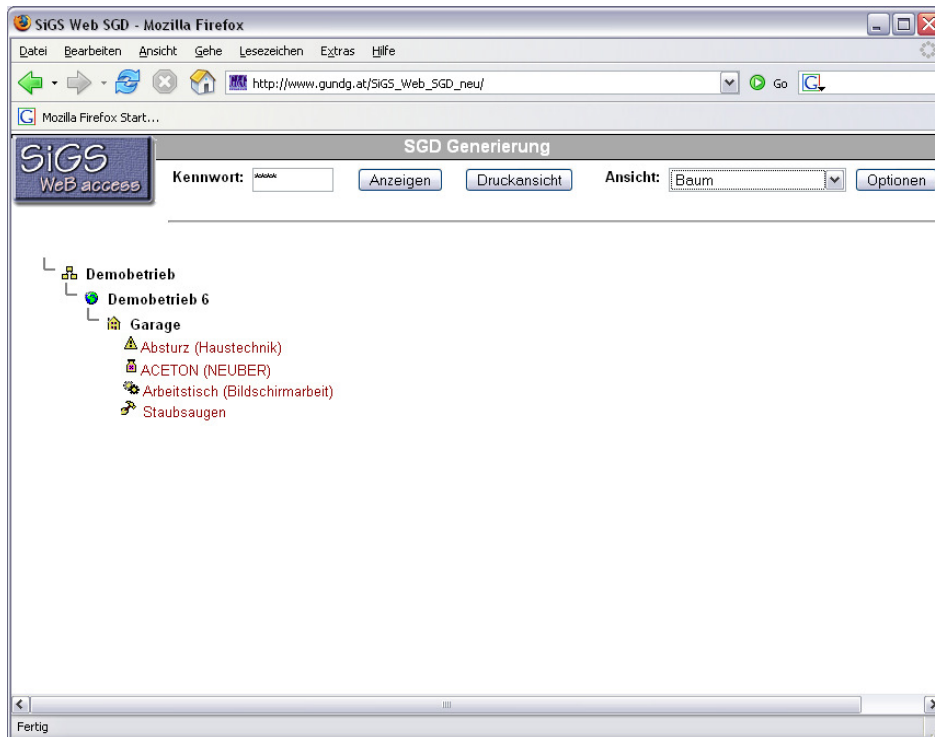 SiGS Web SGD - Mozilla Firefox
Datei Bearbeiten Ansicht Gehe Lesezeichen Extras Hilfe
http://www.gundg.at/SiGS_Web_SGD_neu/ Go G
G Mozilla Firefox Start...
SiGS
WeB access
SGD Generierung
Kennwort: **** Anzeigen Druckansicht Ansicht: Baum Optionen
Demobetrieb
Demobetrieb 6
Garage
Absturz (Haustechnik)
ACETON (NEUBER)
Arbeitstisch (Bildschirmarbeit)
Staubsaugen
Fertig